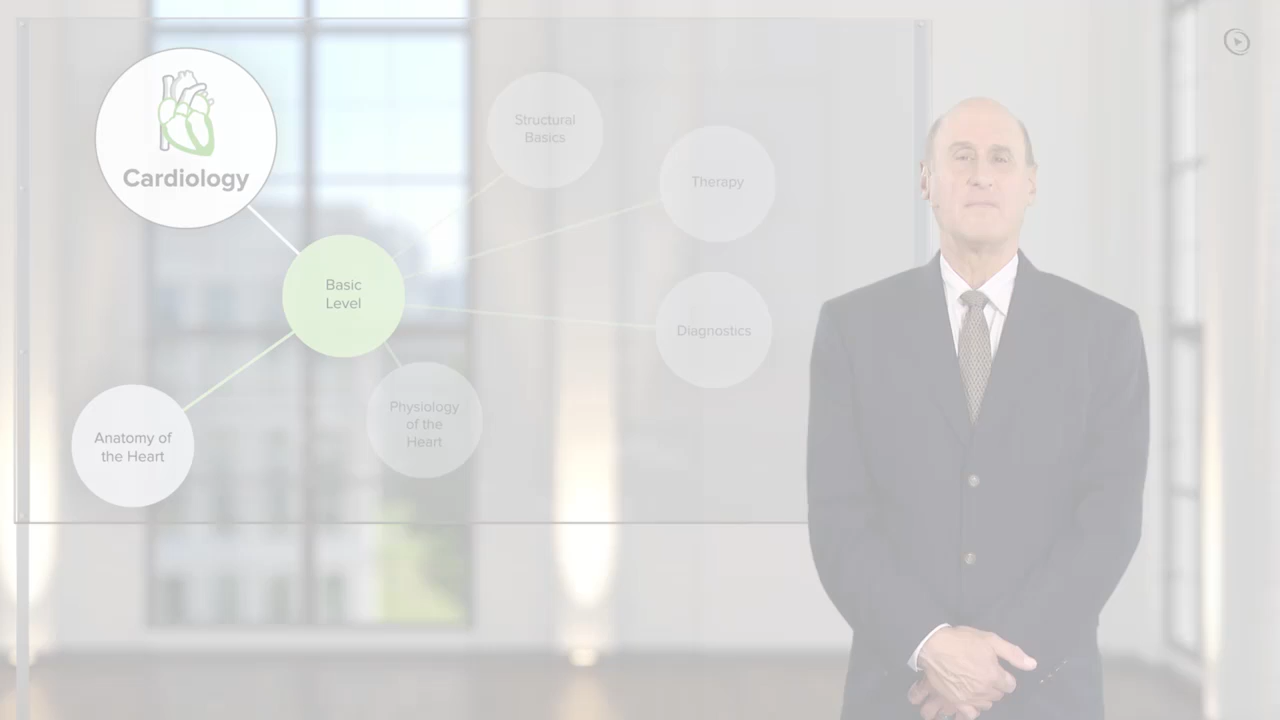 Cardiology
Structural
Basics
Therapy
Basic
Level
Diagnostics
Physiology
of the
Heart
Anatomy of
the Heart